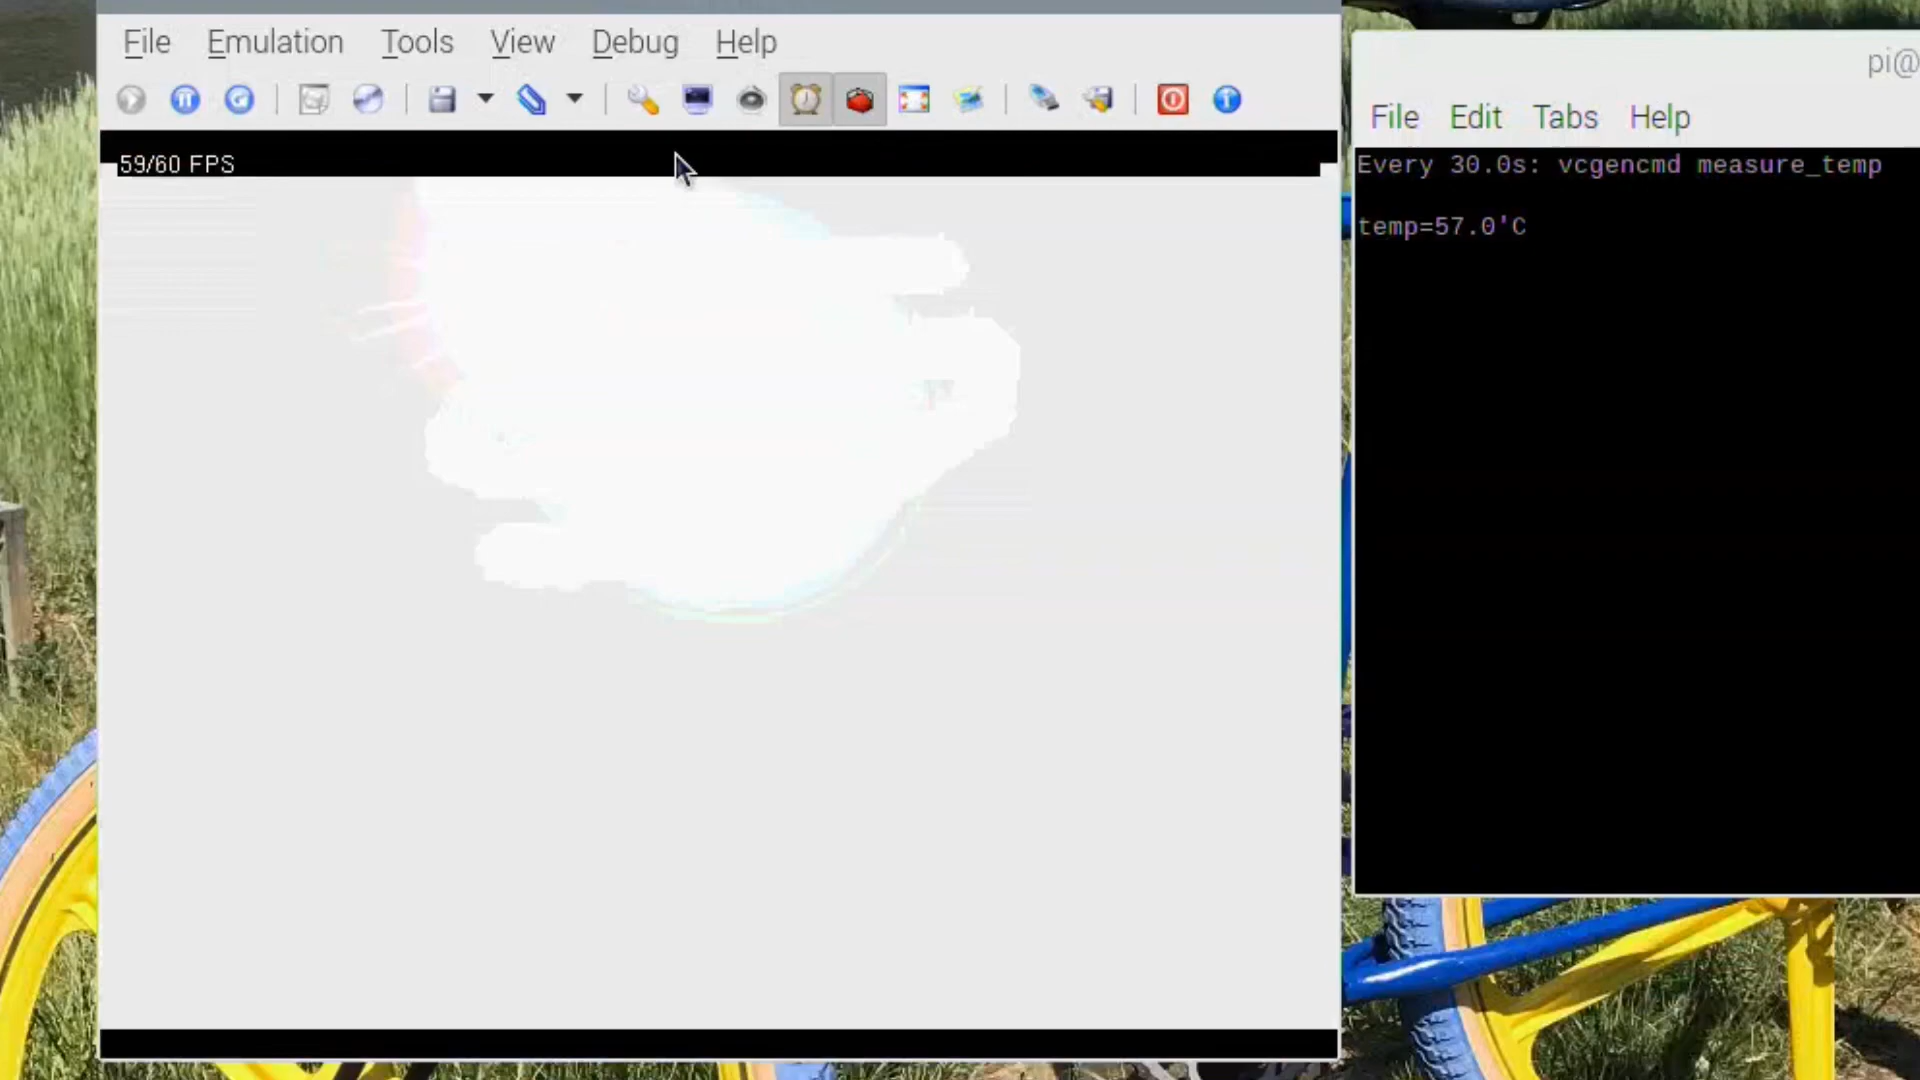 File Emulation Tools View Debug Help
59/60 FPS
pi@
File Edit Tabs Help
Every 30.0s: vcgencmd measure_temp
temp=57.0'C